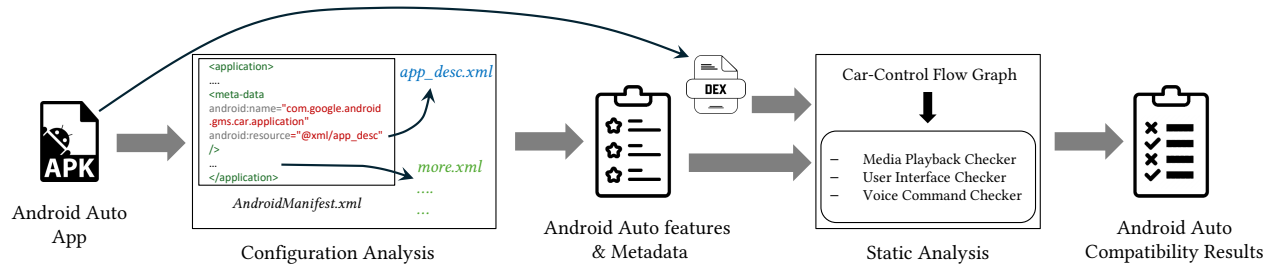 APK
Android Auto
App
<application>
....
<meta-data
android:name="com.google.android
.gms.car.application"
android:resource="@xml/app_desc"
/>
...
</application>
AndroidManifest.xml
app_desc.xml
more.xml
....
...
Configuration Analysis
Android Auto features
& Metadata
DEX
Car-Control Flow Graph
– Media Playback Checker
– User Interface Checker
– Voice Command Checker
Static Analysis
Android Auto
Compatibility Results